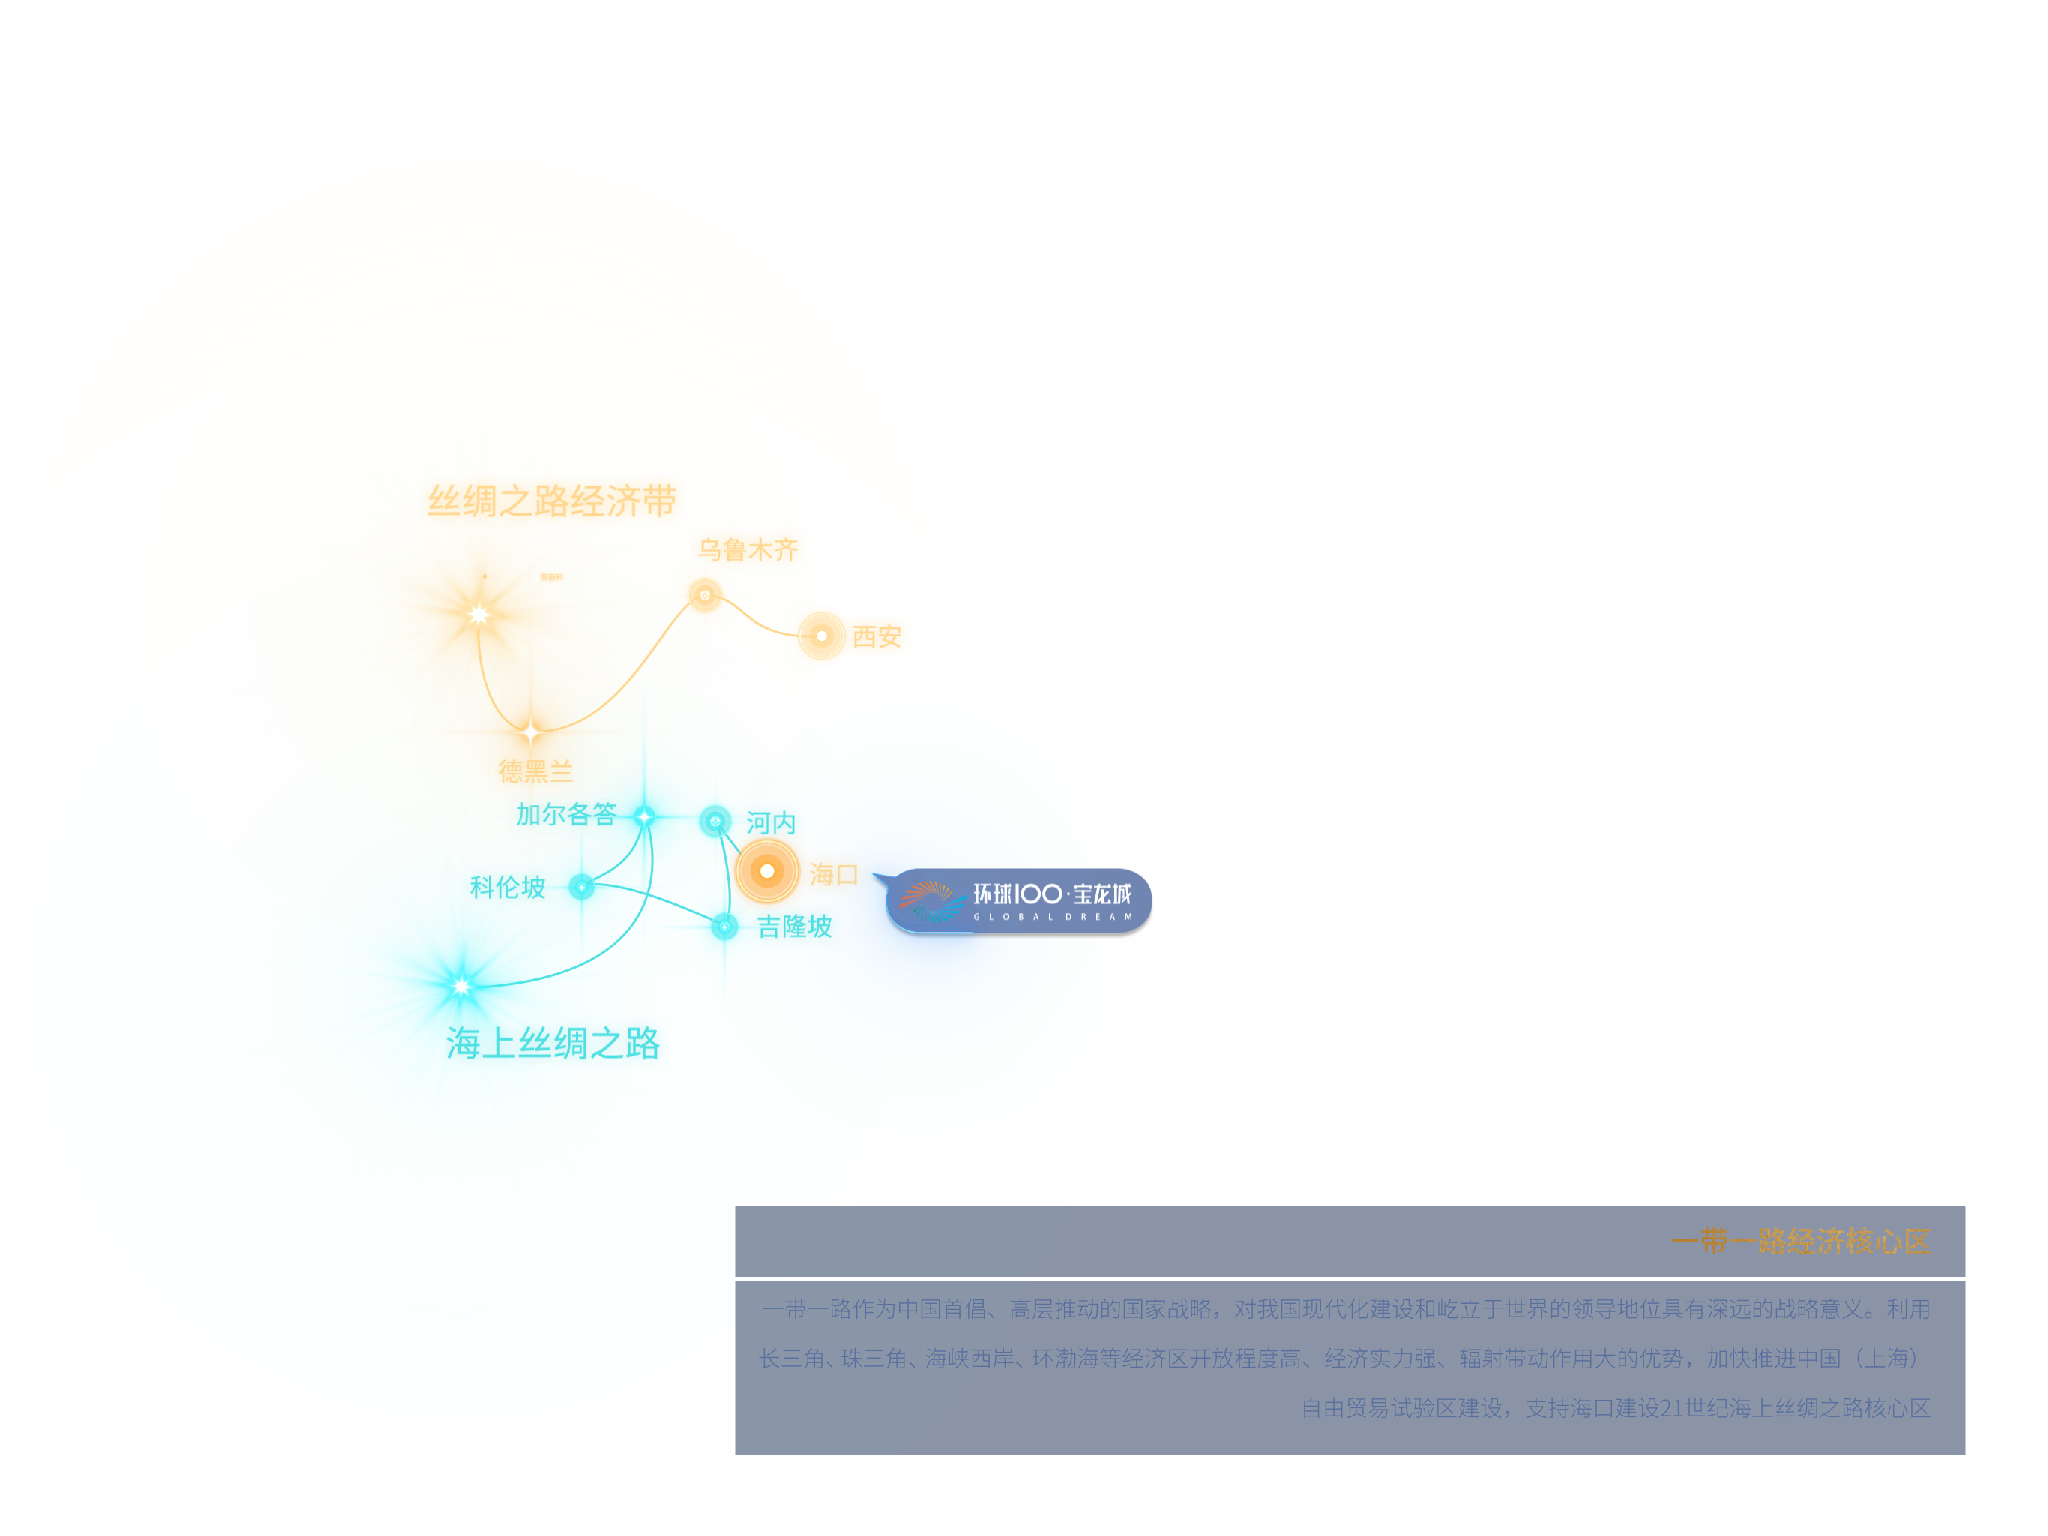 丝绸之路经济带
乌鲁木齐
莫斯科
西安
德黑兰
加尔各答
河内
海口
科伦坡
环球100·宝龙城
GLOBAL DREAM
吉隆坡
海上丝绸之路
一带一路经济核心区
一带一路作为中国首倡、高层推动的国家战略，对我国现代化建设和屹立于世界的领导地位具有深远的战略意义。利用
长三角、珠三角、海峡西岸、环渤海等经济区开放程度高、经济实力强、辐射带动作用大的优势，加快推进中国（上海）
自由贸易试验区建设，支持海口建设21世纪海上丝绸之路核心区